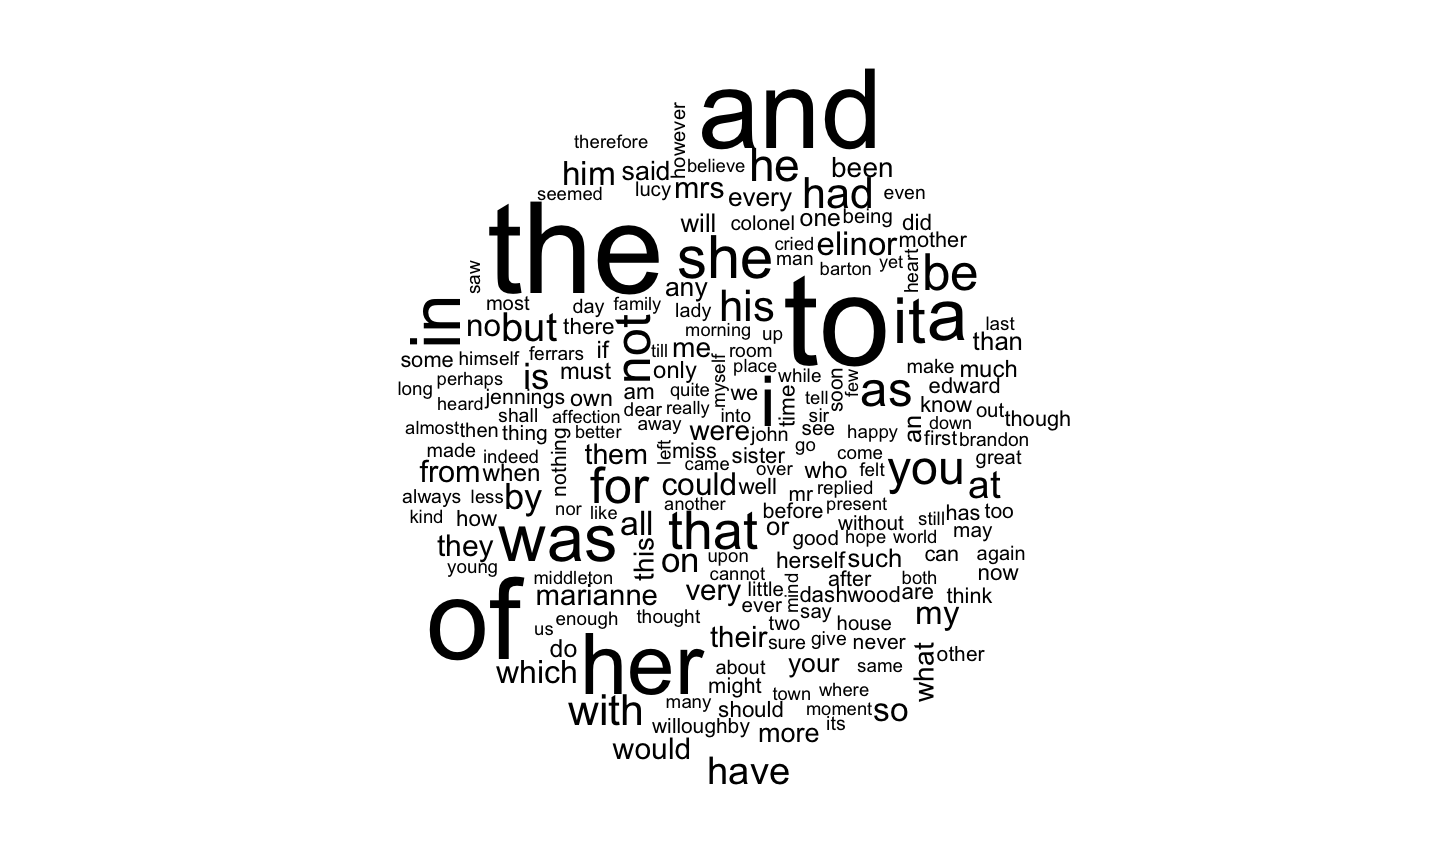 and
therefore
however
him said believe he been
seemed lucy mrs every had even
the will colonel one being did
she cried man elinor mother
saw barton yet heart be
in most day family any lady his to it a last
no but there not morning up than
some himself ferrars if till me room
perhaps is must only myself place while soon few as make much
long heard jennings own am quite we i time tell edward
shall affection dear really into sir know out though
almost then thing better away were john see happy an down first brandon
made indeed nothing them left miss sister go come great
from when came over who felt you at
always less by for could well mr replied
kind how nor like all another before present still has too
they was this that or good without hope world may
young on upon herself such can again
middleton cannot mind after both now
of marianne very little dashwood are think
us enough thought ever say my
do her their two sure give house never
which about your same what other
might town where
with many should moment so
willoughby more its
would
have